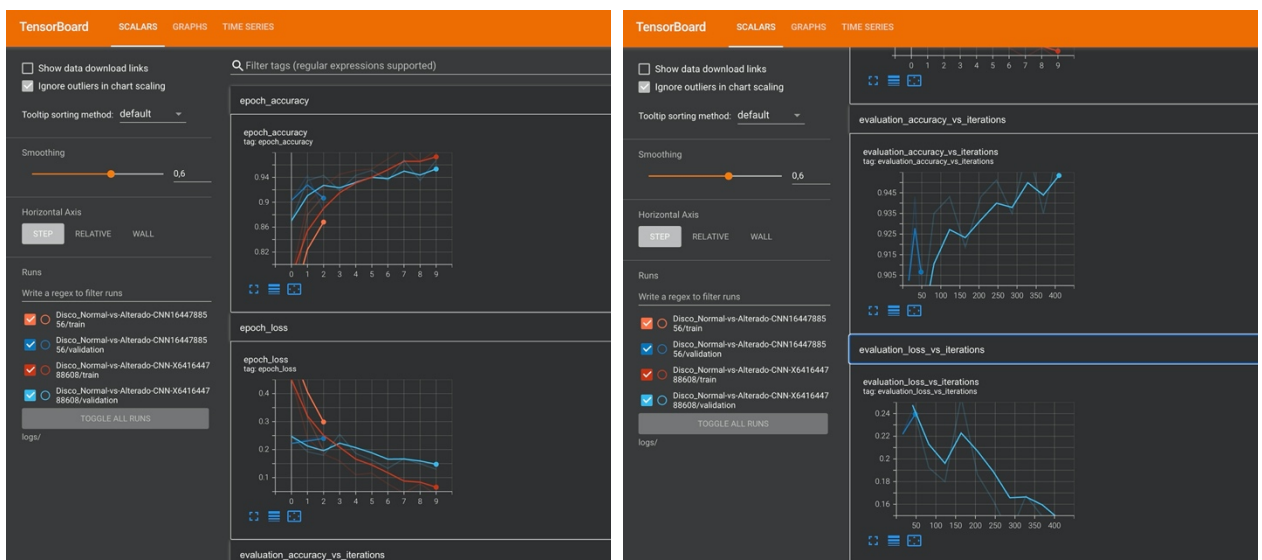 TensorBoard SCALARS GRAPHS TIME SERIES
Show data download links
Ignore outliers in chart scaling
Tooltip sorting method: default
Smoothing
0,6
Horizontal Axis
STEP RELATIVE WALL
Runs
Write a regex to filter runs
Disco_Normal-vs-Alterado-CNN16447885
56/train
Disco_Normal-vs-Alterado-CNN16447885
56/validation
Disco_Normal-vs-Alterado-CNN-X6416447
88608/train
Disco_Normal-vs-Alterado-CNN-X6416447
88608/validation
TOGGLE ALL RUNS
logs/
Filter tags (regular expressions supported)
epoch_accuracy
epoch_accuracy
tag: epoch_accuracy
0.94
0.9
0.86
0.82
0 1 2 3 4 5 6 7 8 9
epoch_loss
epoch_loss
tag: epoch_loss
0.4
0.3
0.2
0.1
0 1 2 3 4 5 6 7 8 9
evaluation_accuracy_vs_iterations
TensorBoard SCALARS GRAPHS TIME SERIES
Show data download links
Ignore outliers in chart scaling
Tooltip sorting method: default
Smoothing
0,6
Horizontal Axis
STEP RELATIVE WALL
Runs
Write a regex to filter runs
Disco_Normal-vs-Alterado-CNN16447885
56/train
Disco_Normal-vs-Alterado-CNN16447885
56/validation
Disco_Normal-vs-Alterado-CNN-X6416447
88608/train
Disco_Normal-vs-Alterado-CNN-X6416447
88608/validation
TOGGLE ALL RUNS
logs/
0 1 2 3 4 5 6 7 8 9
evaluation_accuracy_vs_iterations
evaluation_accuracy_vs_iterations
tag: evaluation_accuracy_vs_iterations
0.945
0.935
0.925
0.915
0.905
50 100 150 200 250 300 350 400
evaluation_loss_vs_iterations
evaluation_loss_vs_iterations
tag: evaluation_loss_vs_iterations
0.24
0.22
0.2
0.18
0.16
50 100 150 200 250 300 350 400